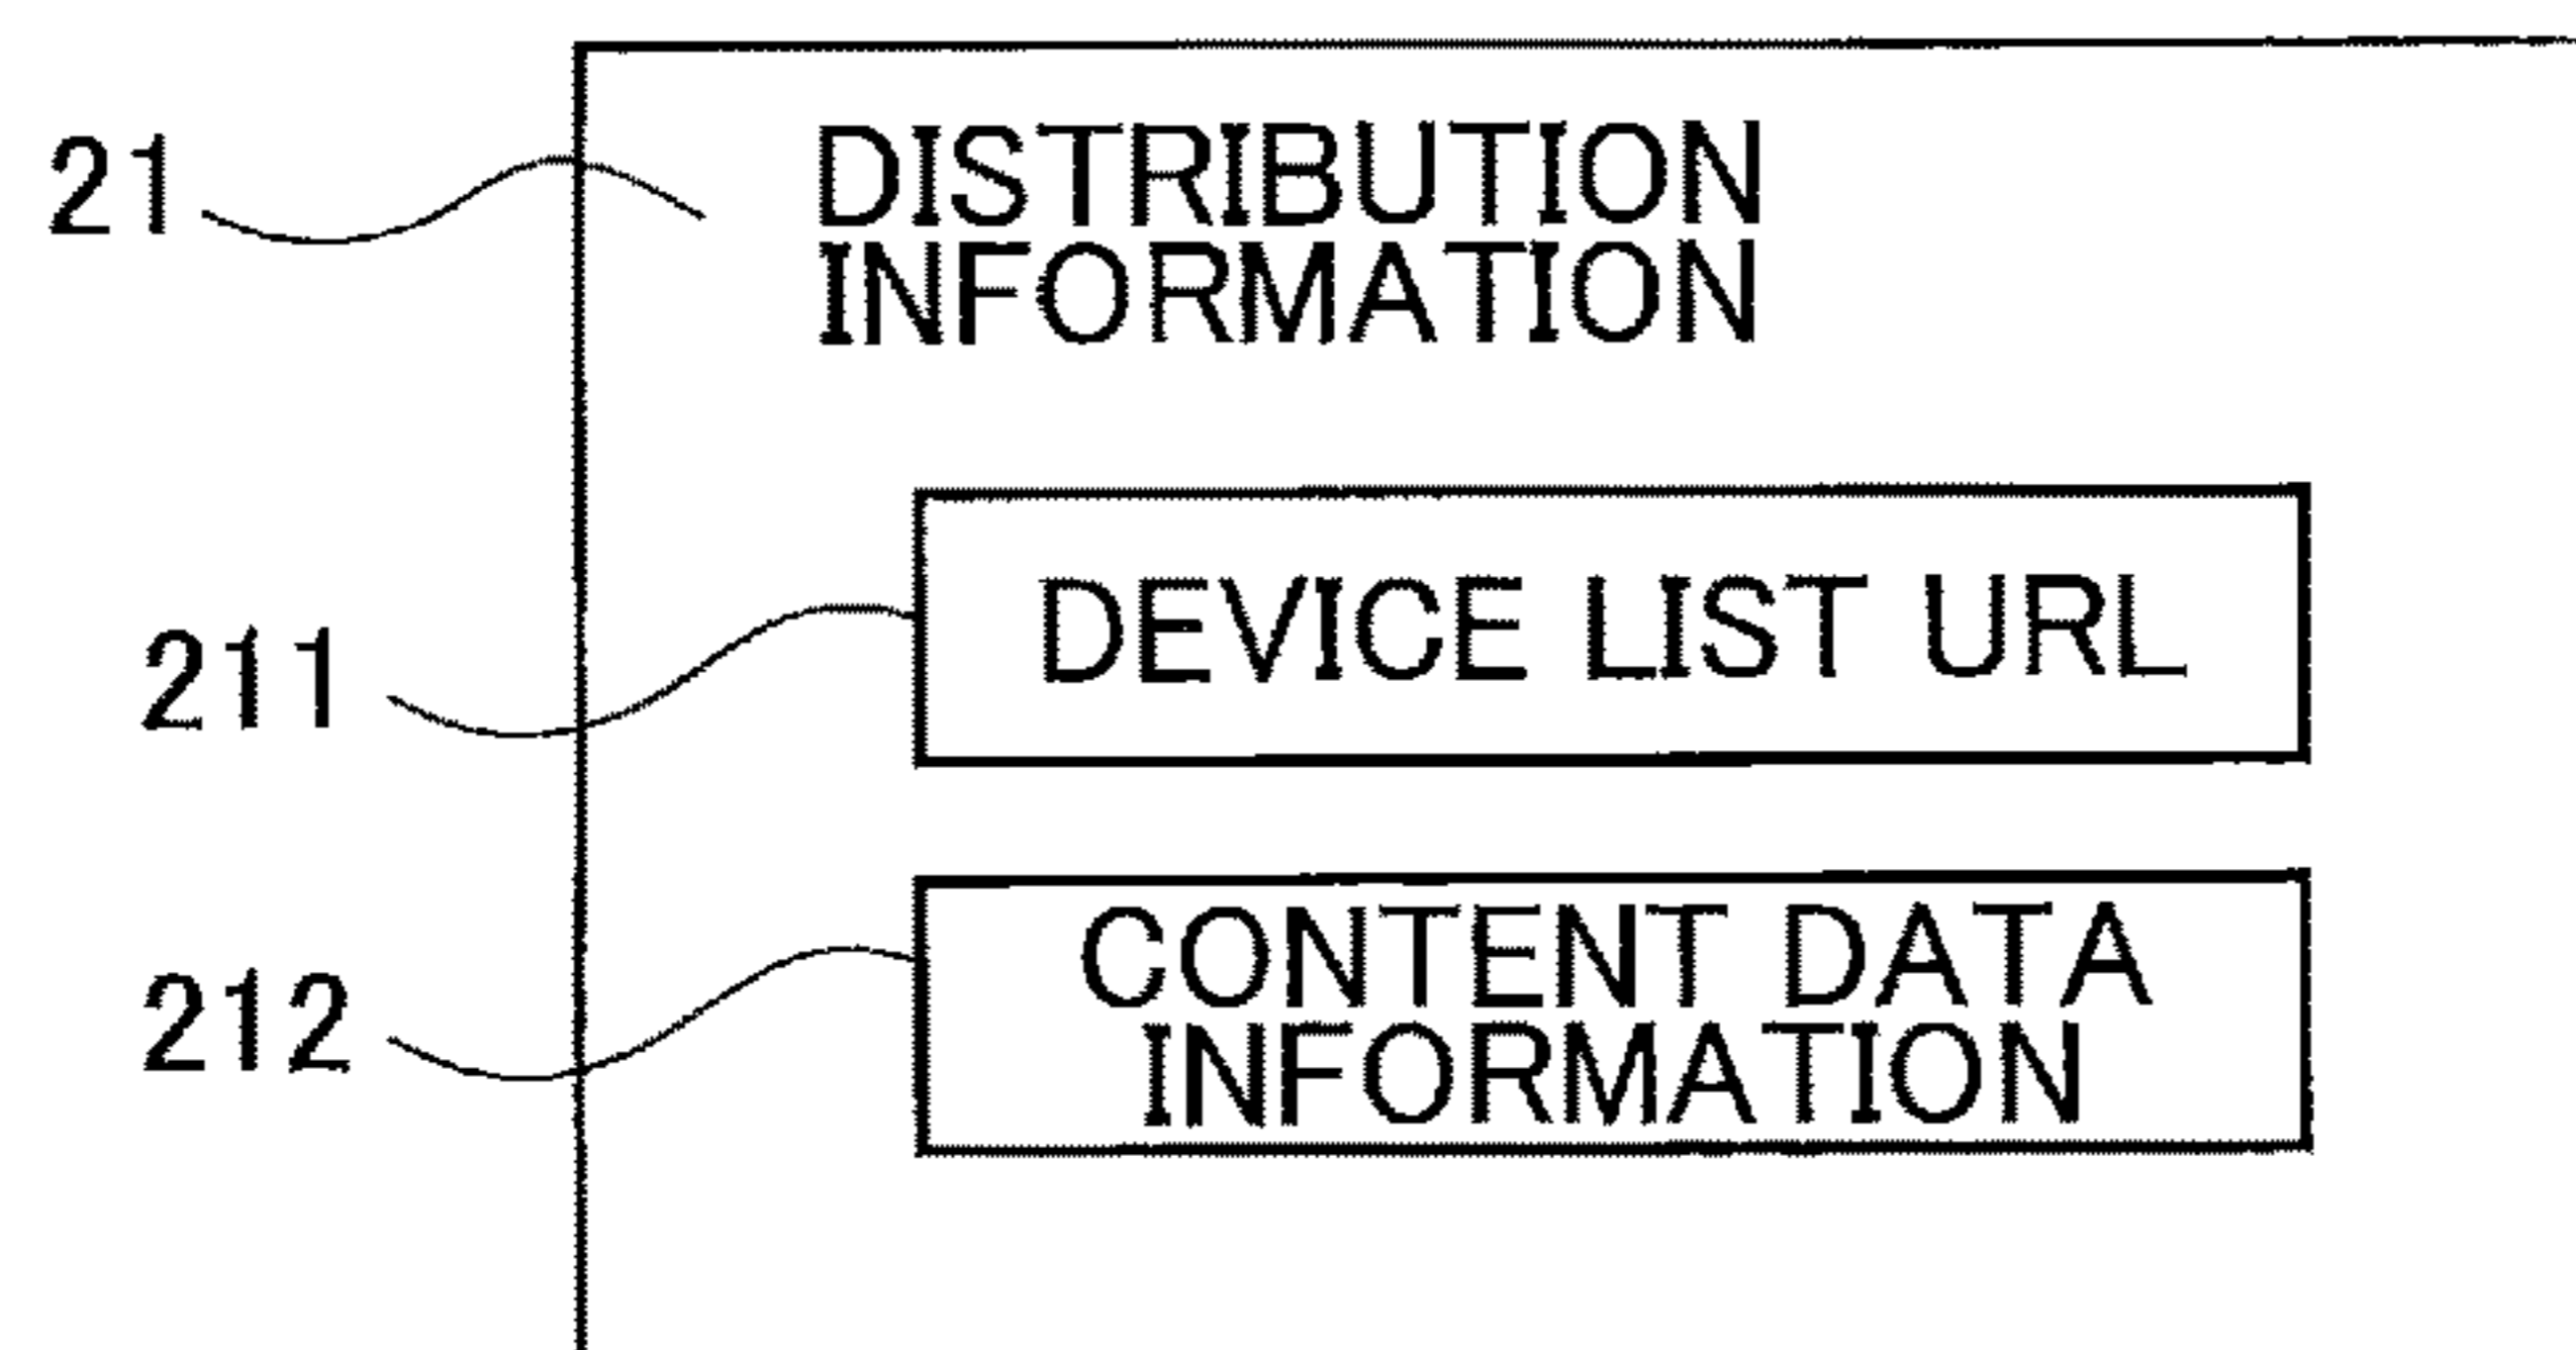 21
DISTRIBUTION
INFORMATION
211
DEVICE LIST URL
212
CONTENT DATA
INFORMATION